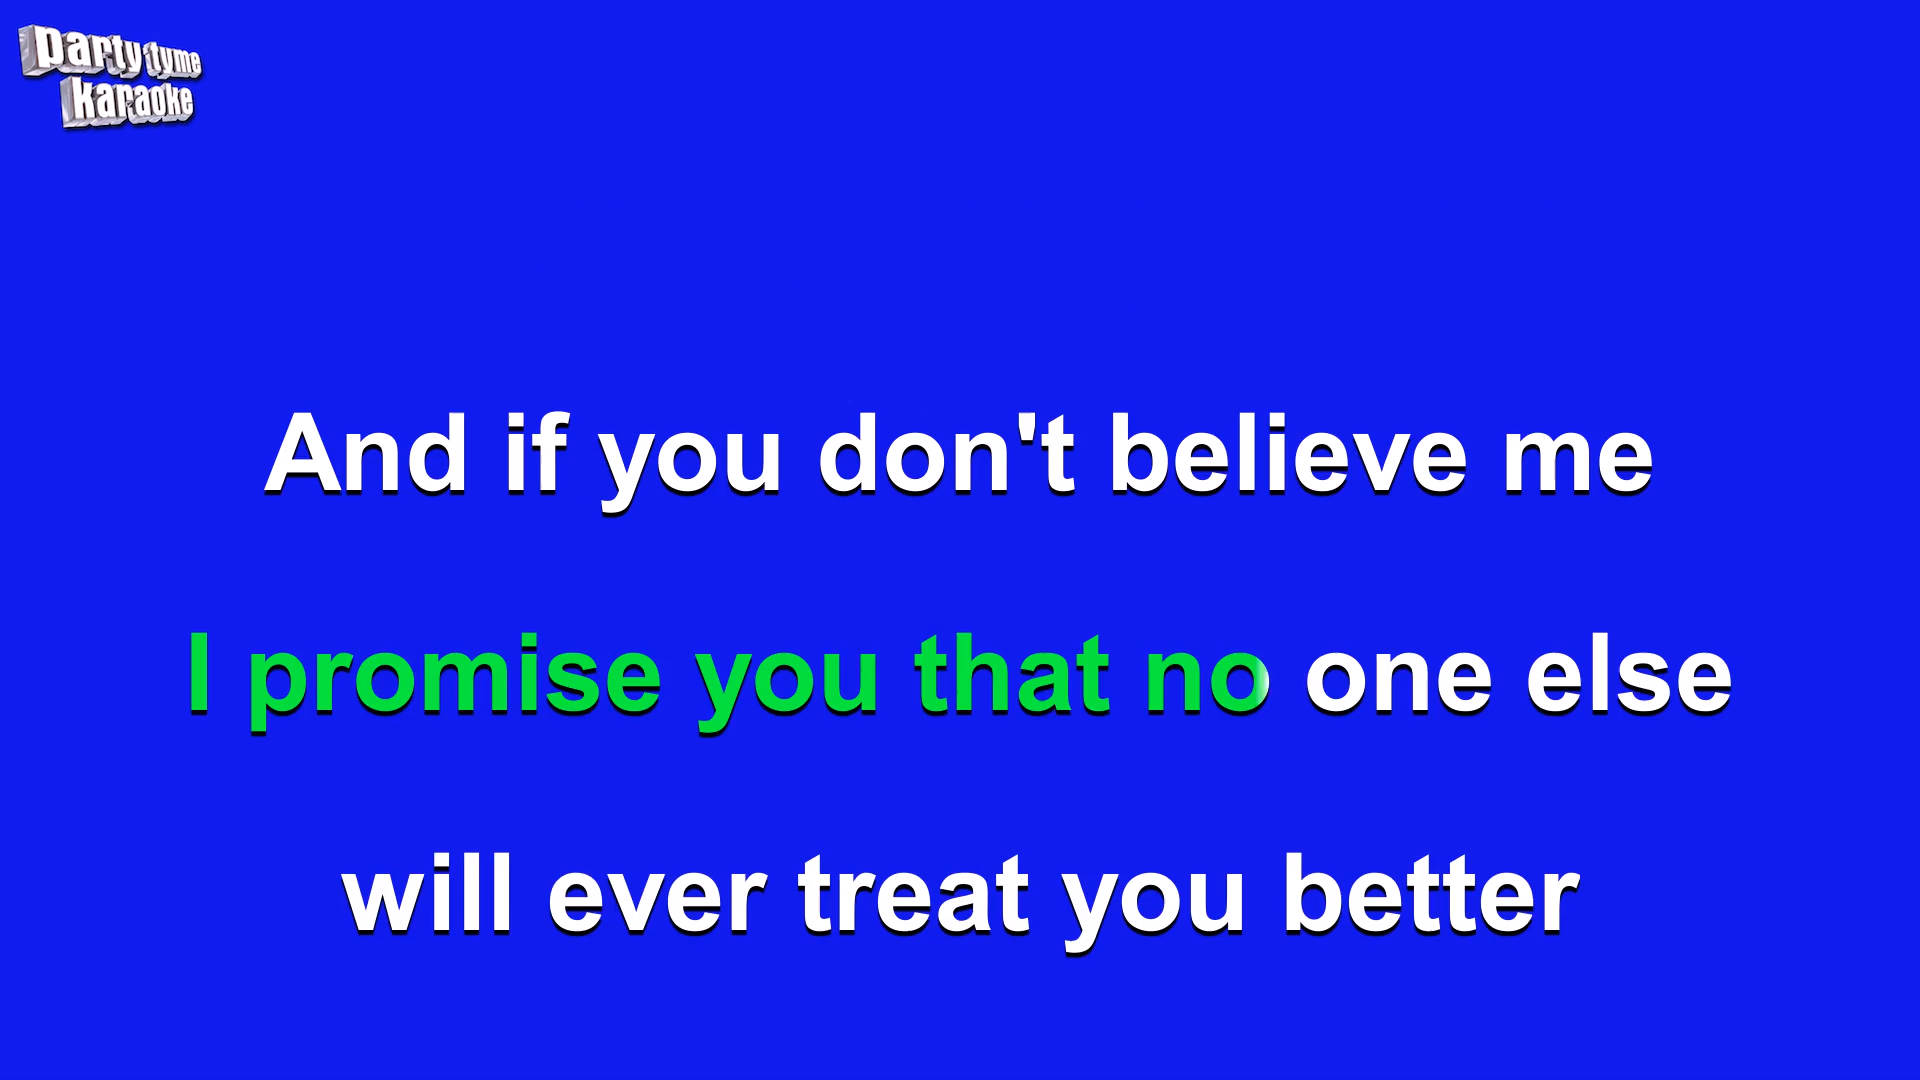 party tyme
karaoke
And if you don't believe me
I promise you that no one else
will ever treat you better